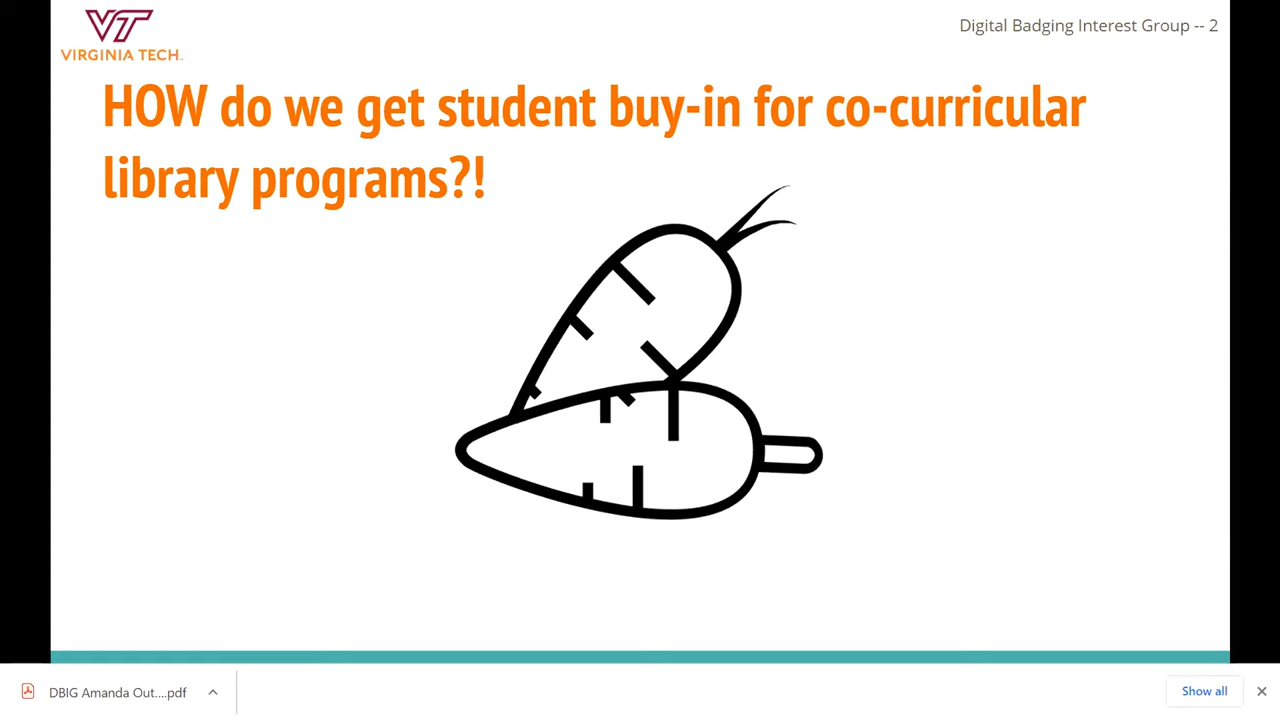 VT
VIRGINIA TECH.
Digital Badging Interest Group -- 2
HOW do we get student buy-in for co-curricular
library programs?!
DBIG Amanda Out....pdf
Show all